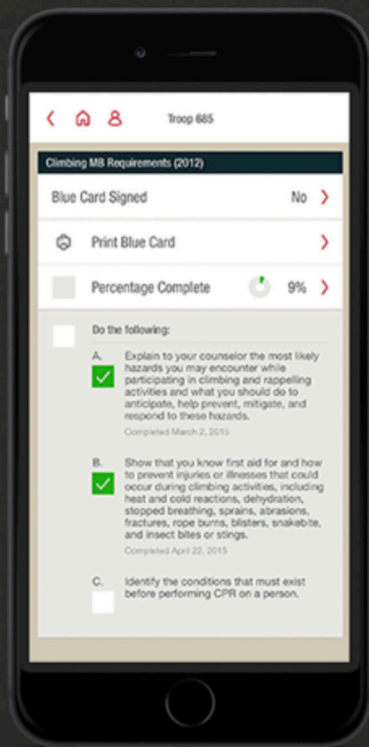 Troop 685
Climbing MB Requirements (2012)
Blue Card Signed No
Print Blue Card
Percentage Complete 9%
Do the following:
A. Explain to your counselor the most likely
hazards you may encounter while
participating in climbing and rappelling
activities and what you should do to
anticipate, help prevent, mitigate, and
respond to these hazards.
Completed March 2, 2015
B. Show that you know first aid for and how
to prevent injuries or illnesses that could
occur during climbing activities, including
heat and cold reactions, dehydration,
stopped breathing, sprains, abrasions,
fractures, rope burns, blisters, snakebite,
and insect bites or stings.
Completed April 22, 2015
C. Identify the conditions that must exist
before performing CPR on a person.